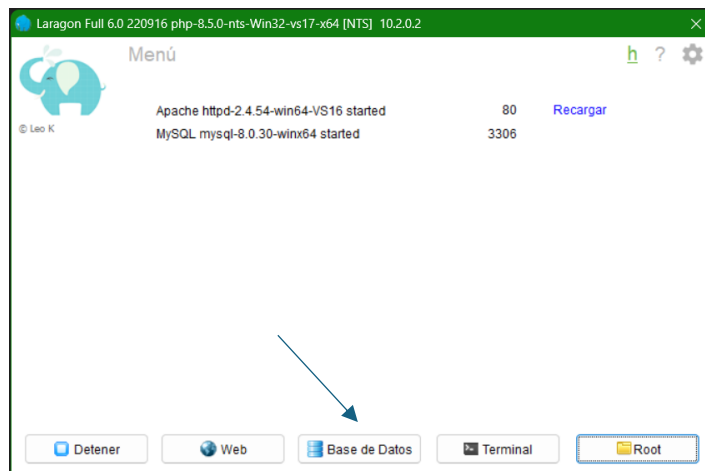 Laragon Full 6.0 220916 php-8.5.0-nts-Win32-vs17-x64 [NTS] 10.2.0.2
Menú h ?
© Leo K
Apache httpd-2.4.54-win64-VS16 started 80 Recargar
MySQL mysql-8.0.30-winx64 started 3306
Detener Web Base de Datos Terminal Root